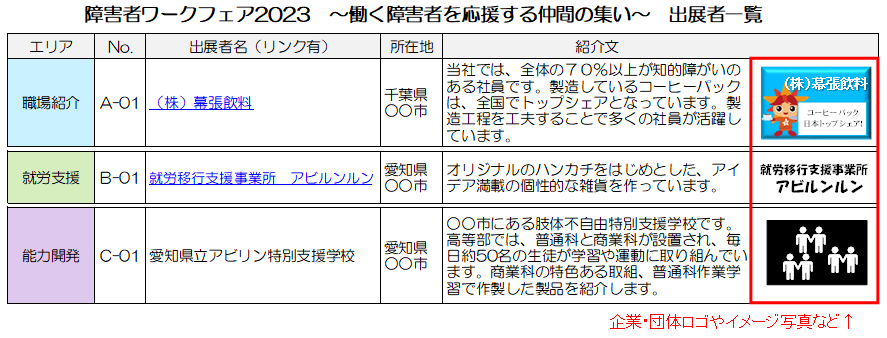 障害者ワークフェア2023　～働く障害者を応援する仲間の集い～　出展者一覧
エリア No. 出展者名（リンク有） 所在地 紹介文
職場紹介
A-01
（株）幕張飲料
千葉県
〇〇市
当社では、全体の７０％以上が知的障がいの
ある社員です。製造しているコーヒーパック
は、全国でトップシェアとなっています。製
造工程を工夫することで多くの社員が活躍し
ています。
（株）幕張飲料
コーヒーパック
日本トップシェア!
就労支援
B-01
就労移行支援事業所　アビルンルン
愛知県
〇〇市
オリジナルのハンカチをはじめとした、アイ
デア満載の個性的な雑貨を作っています。
就労移行支援事業所
アビルンルン
能力開発
C-01
愛知県立アビリン特別支援学校
愛知県
〇〇市
〇〇市にある肢体不自由特別支援学校です。
高等部では、普通科と商業科が設置され、毎
日約50名の生徒が学習や運動に取り組んでい
ます。商業科の特色ある取組、普通科作業学
習で作製した製品を紹介します。
企業・団体ロゴやイメージ写真など↑